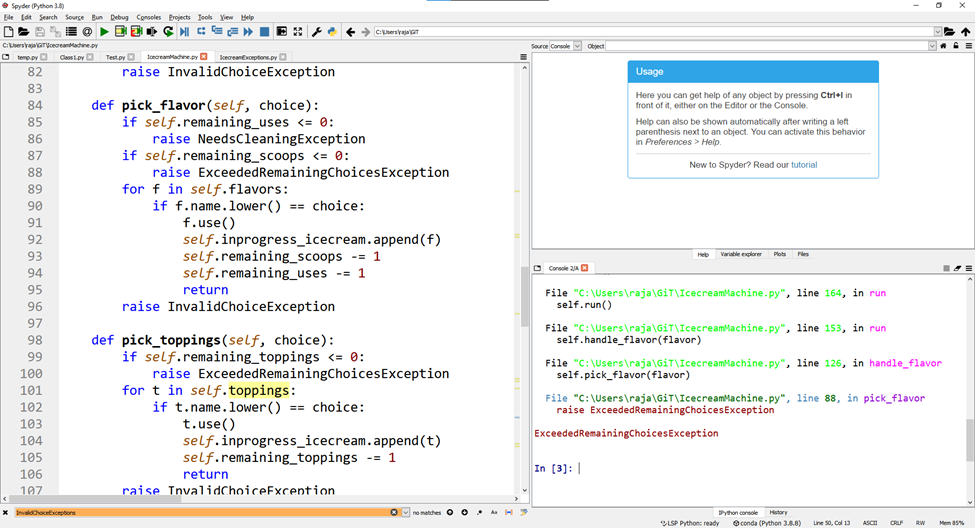 Spyder (Python 3.8)
File Edit Search Source Run Debug Consoles Projects Tools View Help
C:\Users\raja\GiT
C:\Users\raja\GiT\IcecreamMachine.py
temp.py Class1.py Test.py IcecreamMachine.py IcecreamExceptions.py
82 raise InvalidChoiceException
83
84 def pick_flavor(self, choice):
85 if self.remaining_uses <= 0:
86 raise NeedsCleaningException
87 if self.remaining_scoops <= 0:
88 raise ExceededRemainingChoicesException
89 for f in self.flavors:
90 if f.name.lower() == choice:
91 f.use()
92 self.inprogress_icecream.append(f)
93 self.remaining_scoops -= 1
94 self.remaining_uses -= 1
95 return
96 raise InvalidChoiceException
97
98 def pick_toppings(self, choice):
99 if self.remaining_toppings <= 0:
100 raise ExceededRemainingChoicesException
101 for t in self.toppings:
102 if t.name.lower() == choice:
103 t.use()
104 self.inprogress_icecream.append(t)
105 self.remaining_toppings -= 1
106 return
107 raise InvalidChoiceException
InvalidChoiceExceptions no matches .* Aa
Source Console Object
Usage
Here you can get help of any object by pressing Ctrl+I in
front of it, either on the Editor or the Console.
Help can also be shown automatically after writing a left
parenthesis next to an object. You can activate this behavior
in Preferences > Help.
New to Spyder? Read our tutorial
Help Variable explorer Plots Files
Console 2/A
File "C:\Users\raja\GiT\IcecreamMachine.py", line 164, in run
self.run()
File "C:\Users\raja\GiT\IcecreamMachine.py", line 153, in run
self.handle_flavor(flavor)
File "C:\Users\raja\GiT\IcecreamMachine.py", line 126, in handle_flavor
self.pick_flavor(flavor)
File "C:\Users\raja\GiT\IcecreamMachine.py", line 88, in pick_flavor
raise ExceededRemainingChoicesException
ExceededRemainingChoicesException
In [3]:
IPython console History
LSP Python: ready conda (Python 3.8.8) Line 50, Col 13 ASCII CRLF RW Mem 85%